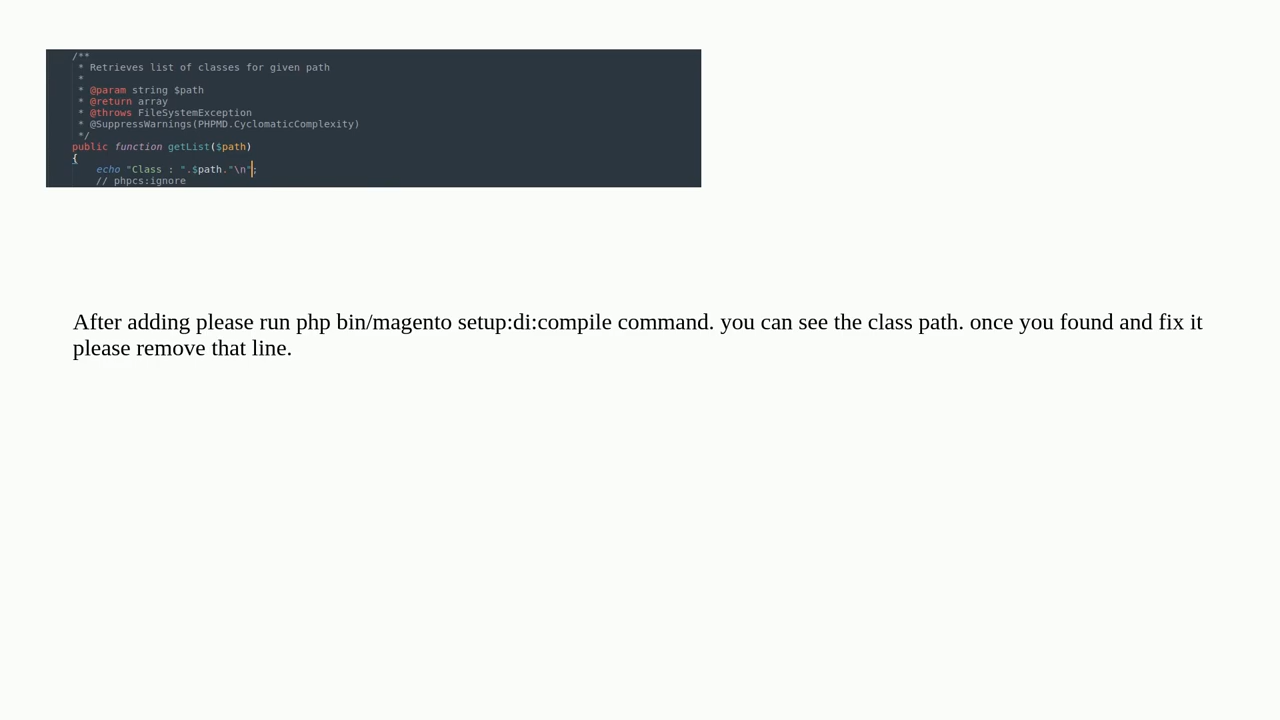 /**
 * Retrieves list of classes for given path
 *
 * @param string $path
 * @return array
 * @throws FileSystemException
 * @SuppressWarnings(PHPMD.CyclomaticComplexity)
 */
public function getList($path)
{
    echo "Class : ".$path."\n";
    // phpcs:ignore
After adding please run php bin/magento setup:di:compile command. you can see the class path. once you found and fix it
please remove that line.